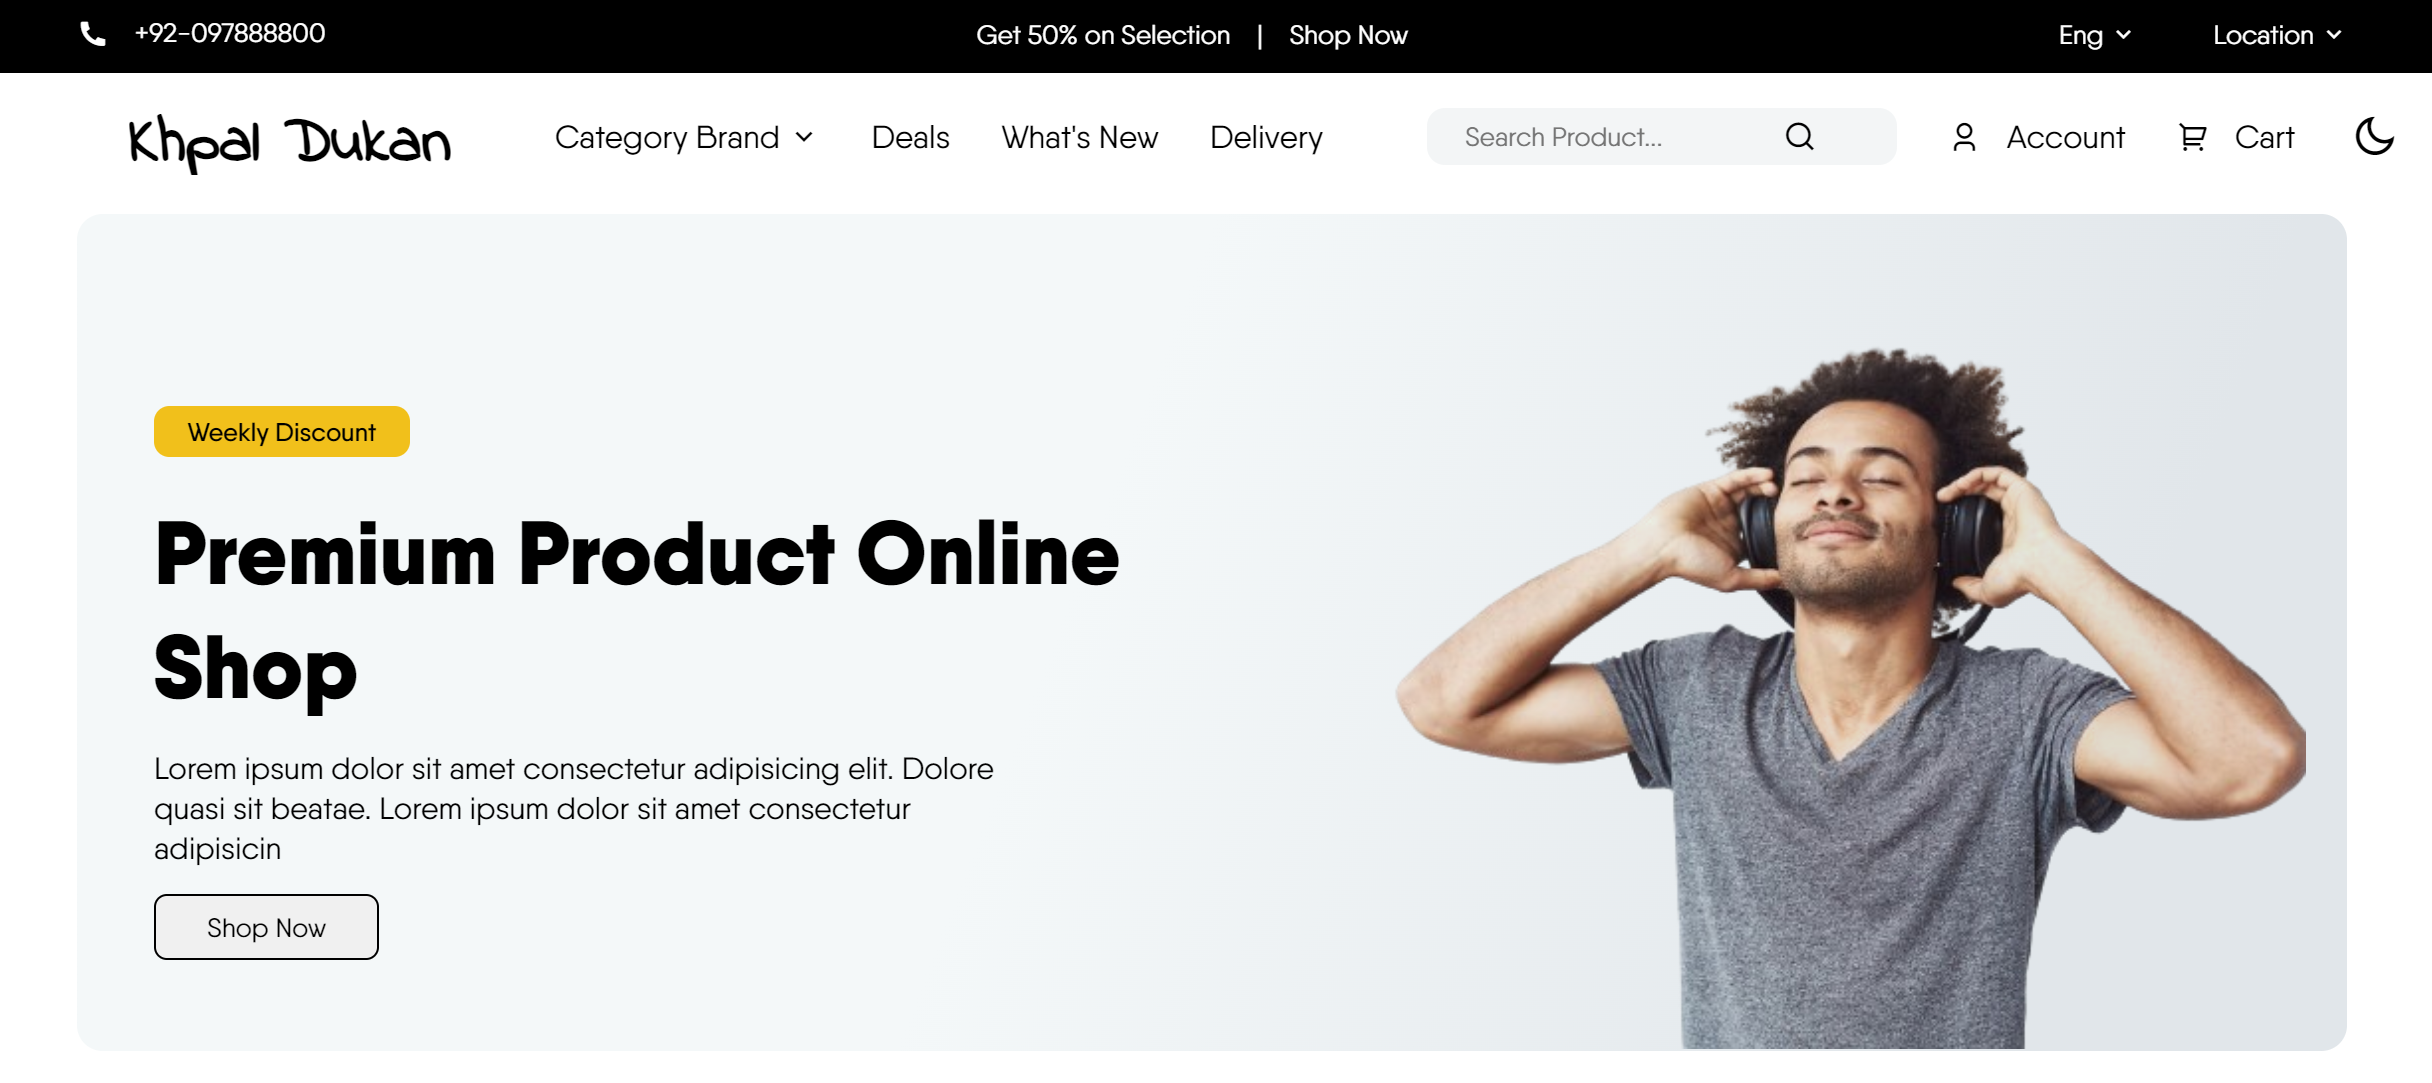 +92-097888800
Get 50% on Selection | Shop Now
Eng
Location
Khpal Dukan
Category Brand
Deals
What's New
Delivery
Search Product...
Account
Cart
Weekly Discount
Premium Product Online
Shop
Lorem ipsum dolor sit amet consectetur adipisicing elit. Dolore
quasi sit beatae. Lorem ipsum dolor sit amet consectetur
adipisicin
Shop Now